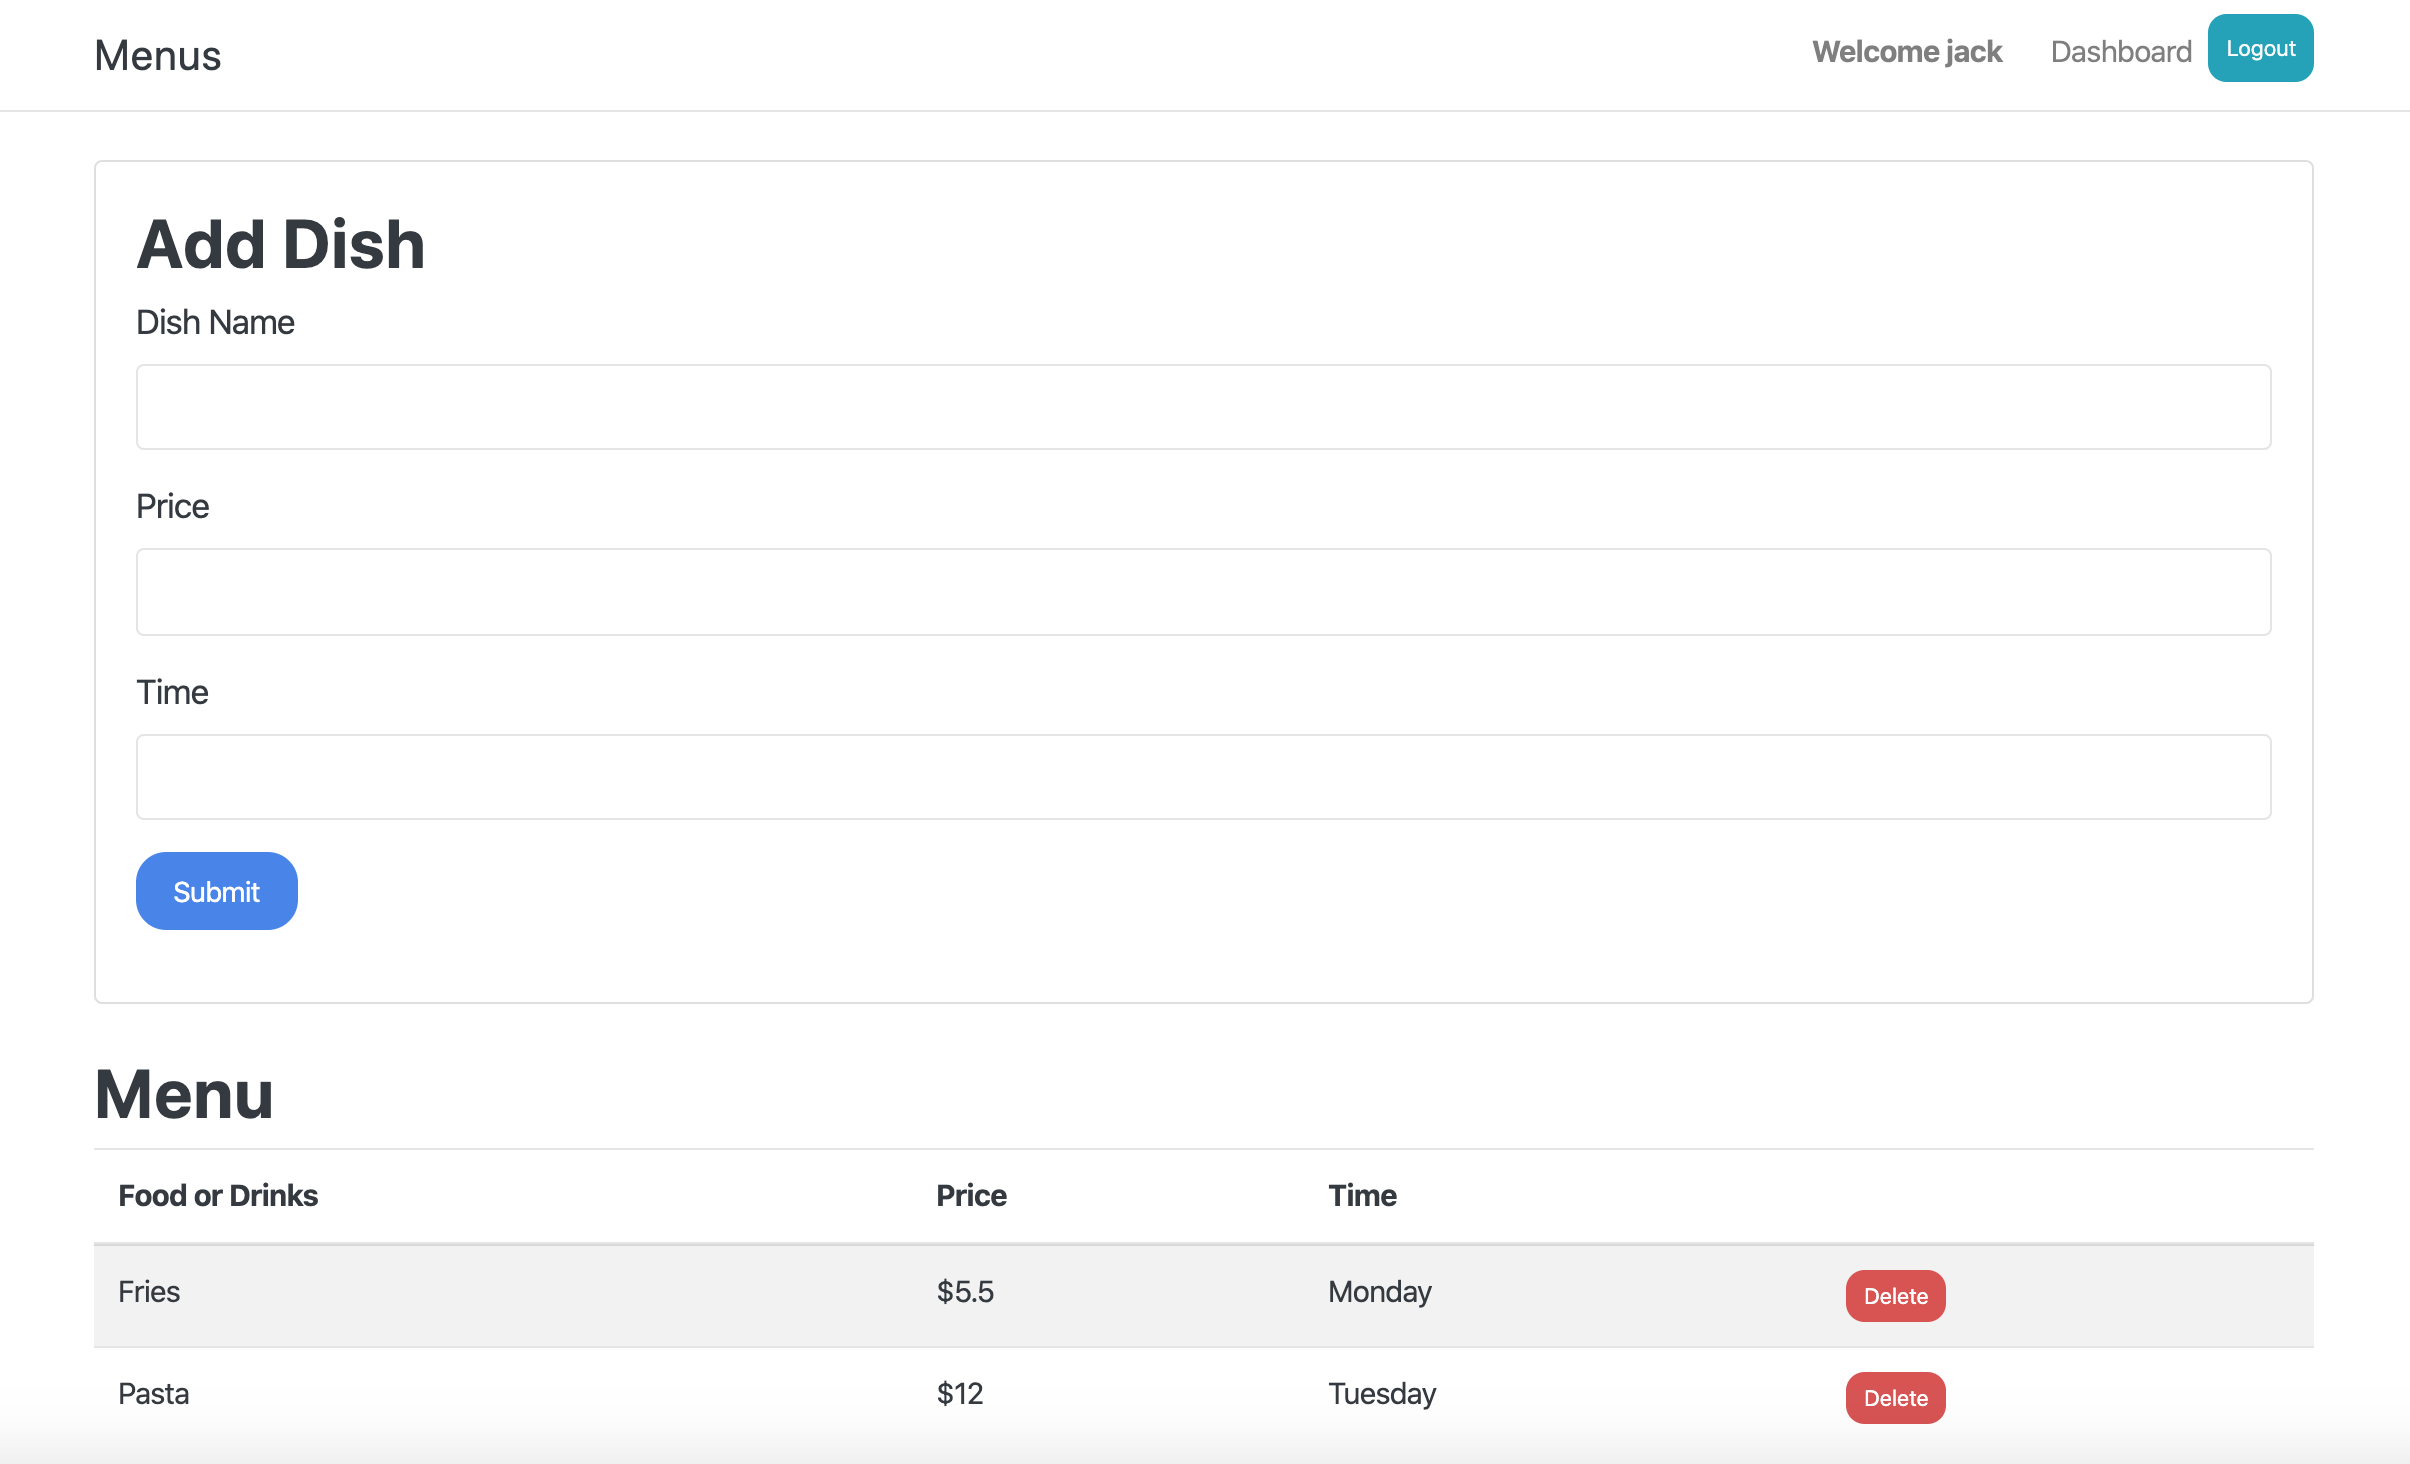 Menus Welcome jack Dashboard Logout
Add Dish
Dish Name
Price
Time
Submit
Menu
Food or Drinks Price Time
Fries $5.5 Monday Delete
Pasta $12 Tuesday Delete